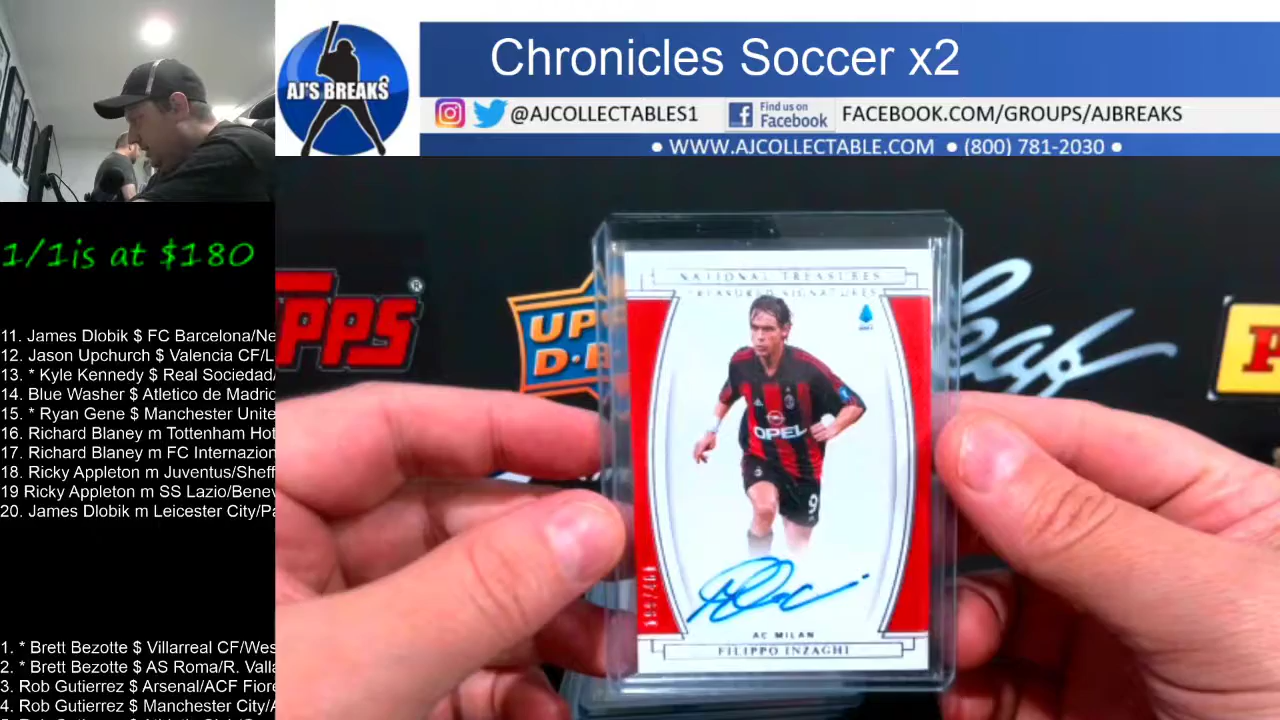 Chronicles Soccer x2
AJ'S BREAKS
@AJCOLLECTABLES1 Find us on Facebook FACEBOOK.COM/GROUPS/AJBREAKS
• WWW.AJCOLLECTABLE.COM • (800) 781-2030 •
1/1is at $180
11. James Dlobik $ FC Barcelona/Ne
12. Jason Upchurch $ Valencia CF/L
13. * Kyle Kennedy $ Real Sociedad/
14. Blue Washer $ Atletico de Madrid
15. * Ryan Gene $ Manchester Unite
16. Richard Blaney m Tottenham Hot
17. Richard Blaney m FC Internazion
18. Ricky Appleton m Juventus/Sheff
19 Ricky Appleton m SS Lazio/Benev
20. James Dlobik m Leicester City/Pa
1. * Brett Bezotte $ Villarreal CF/Wes
2. * Brett Bezotte $ AS Roma/R. Valla
3. Rob Gutierrez $ Arsenal/ACF Fiore
4. Rob Gutierrez $ Manchester City/A
PPS®
UP
D·
Leaf
P
NATIONAL TREASURES
TREASURED SIGNATURES
OPEL
9
AC MILAN
FILIPPO INZAGHI